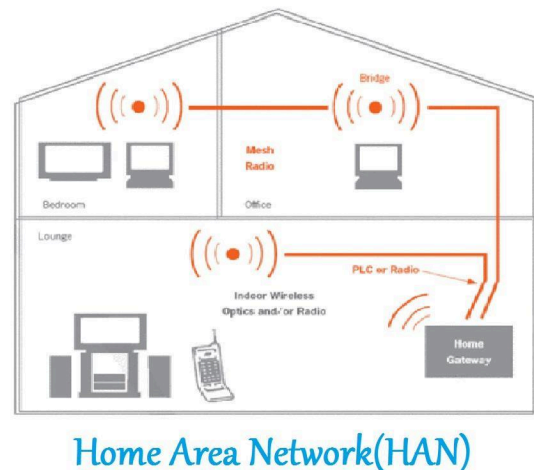 Bridge
Mesh
Radio
Bedroom
Office
Lounge
PLC or Radio
Indoor Wireless
Optics and/or Radio
Home
Gateway
Home Area Network(HAN)